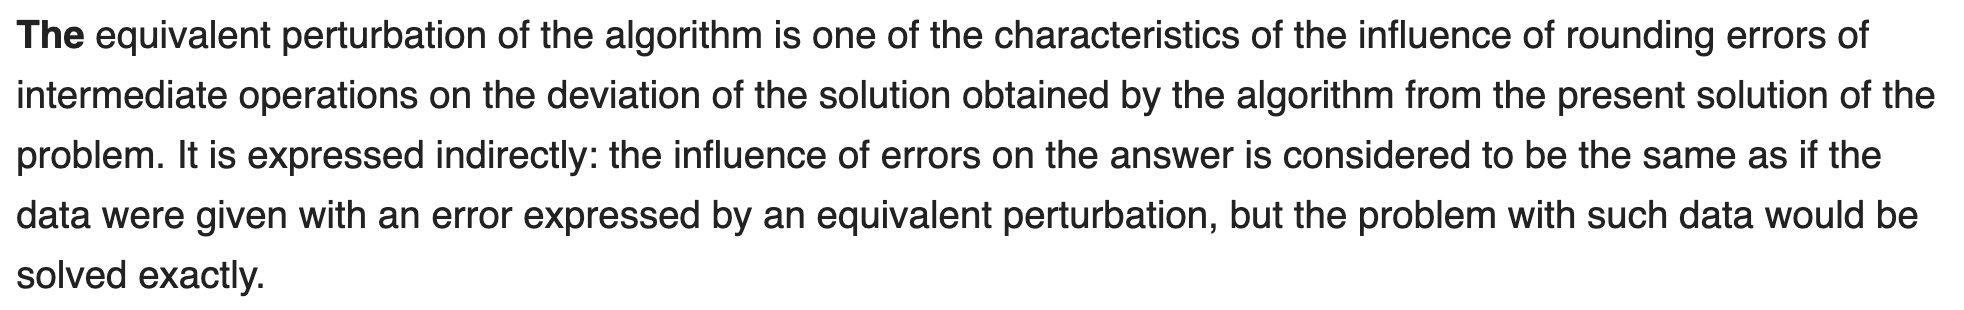 The equivalent perturbation of the algorithm is one of the characteristics of the influence of rounding errors of
intermediate operations on the deviation of the solution obtained by the algorithm from the present solution of the
problem. It is expressed indirectly: the influence of errors on the answer is considered to be the same as if the
data were given with an error expressed by an equivalent perturbation, but the problem with such data would be
solved exactly.